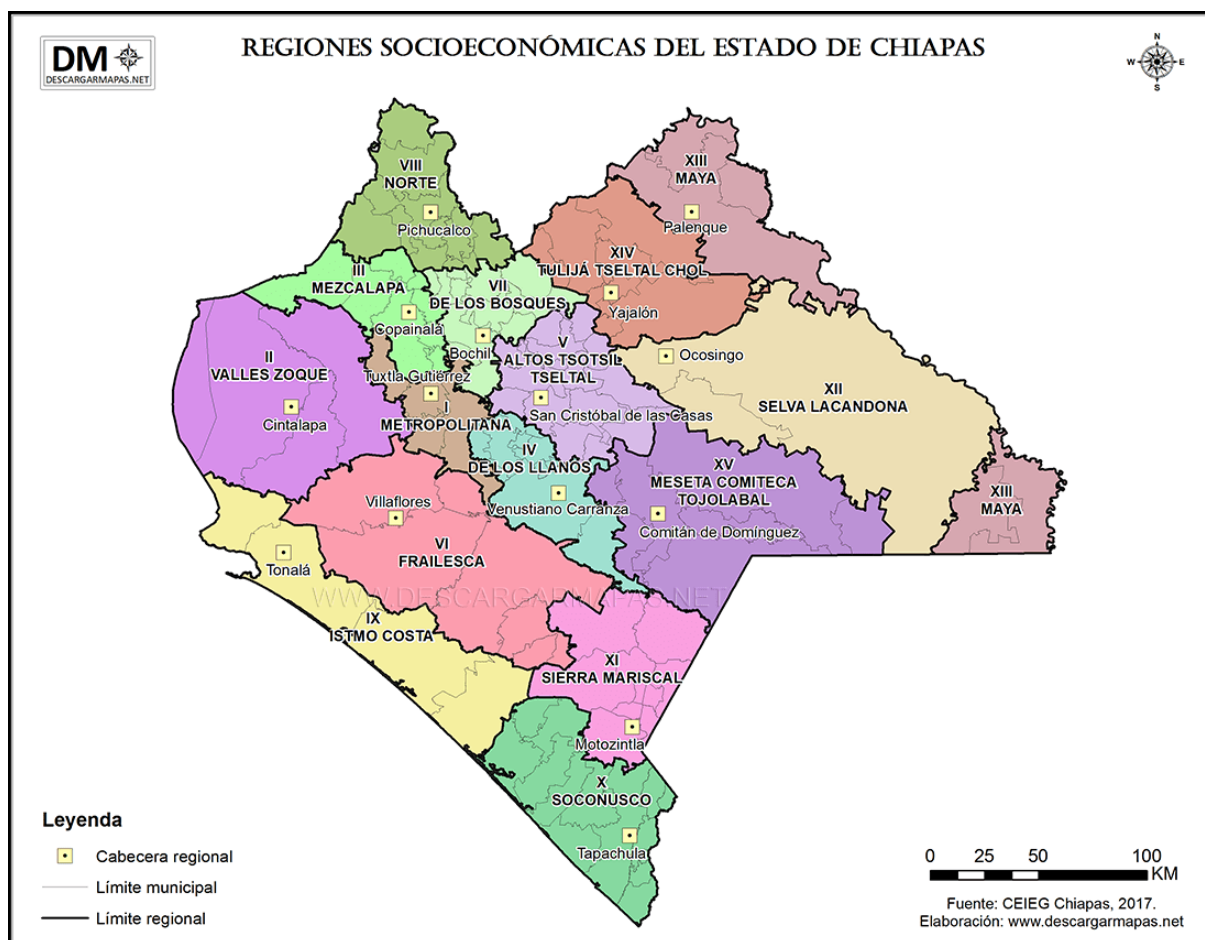 DM
DESCARGARMAPAS.NET
REGIONES SOCIOECONÓMICAS DEL ESTADO DE CHIAPAS
N
W E
S
VIII
NORTE
Pichucalco
XIII
MAYA
Palenque
XIV
TULIJÁ TSELTAL CHOL
Yajalón
III
MEZCALAPA
Copainalá
VII
DE LOS BOSQUES
Bochil
II
VALLES ZOQUE
Cintalapa
Tuxtla Gutiérrez
I
METROPOLITANA
V
ALTOS TSOTSIL
TSELTAL
San Cristóbal de las Casas
Ocosingo
XII
SELVA LACANDONA
IV
DE LOS LLANOS
Venustiano Carranza
XV
MESETA COMITECA
TOJOLABAL
Comitán de Domínguez
XIII
MAYA
Villaflores
VI
FRAILESCA
Tonalá
IX
ISTMO COSTA
WWW.DESCARGARMAPAS.NET
XI
SIERRA MARISCAL
Motozintla
X
SOCONUSCO
Tapachula
Leyenda
Cabecera regional
Límite municipal
Límite regional
0 25 50 100
KM
Fuente: CEIEG Chiapas, 2017.
Elaboración: www.descargarmapas.net